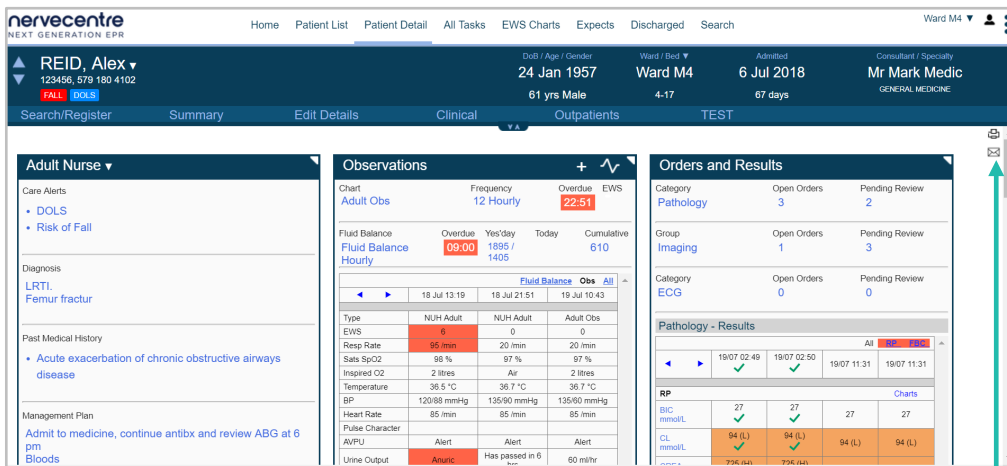 nervecentre
NEXT GENERATION EPR
Home Patient List Patient Detail All Tasks EWS Charts Expects Discharged Search
Ward M4 ▼
REID, Alex ▾
123456, 579 180 4102
FALL DOLS
DoB / Age / Gender
24 Jan 1957
61 yrs Male
Ward / Bed ▼
Ward M4
4-17
Admitted
6 Jul 2018
67 days
Consultant / Specialty
Mr Mark Medic
GENERAL MEDICINE
Search/Register Summary Edit Details Clinical Outpatients TEST
Adult Nurse ▾
Care Alerts
• DOLS
• Risk of Fall
Diagnosis
LRTI.
Femur fractur
Past Medical History
• Acute exacerbation of chronic obstructive airways
disease
Management Plan
Admit to medicine, continue antibx and review ABG at 6
pm
Bloods
Observations +
Chart Frequency Overdue EWS
Adult Obs 12 Hourly 22:51
Fluid Balance Overdue Yes'day Today Cumulative
Fluid Balance 09:00 1895 / 610
Hourly 1405
Fluid Balance Obs All
18 Jul 13:19 18 Jul 21:51 19 Jul 10:43
Type NUH Adult NUH Adult Adult Obs
EWS 6 0 0
Resp Rate 95 /min 20 /min 20 /min
Sats SpO2 98 % 97 % 97 %
Inspired O2 2 litres Air 2 litres
Temperature 36.5 °C 36.7 °C 36.7 °C
BP 120/88 mmHg 135/90 mmHg 135/60 mmHg
Heart Rate 85 /min 85 /min 85 /min
Pulse Character
AVPU Alert Alert Alert
Urine Output Anuric Has passed in 6 60 ml/hr
hrs
Orders and Results
Category Open Orders Pending Review
Pathology 3 2
Group Open Orders Pending Review
Imaging 1 3
Category Open Orders Pending Review
ECG 0 0
Pathology - Results
All RP FBC
19/07 02:49 19/07 02:50 19/07 11:31 19/07 11:31
RP Charts
BIC 27 27 27 27
mmol/L
CL 94 (L) 94 (L) 94 (L) 94 (L)
mmol/L
CREA 725 (H) 725 (H)